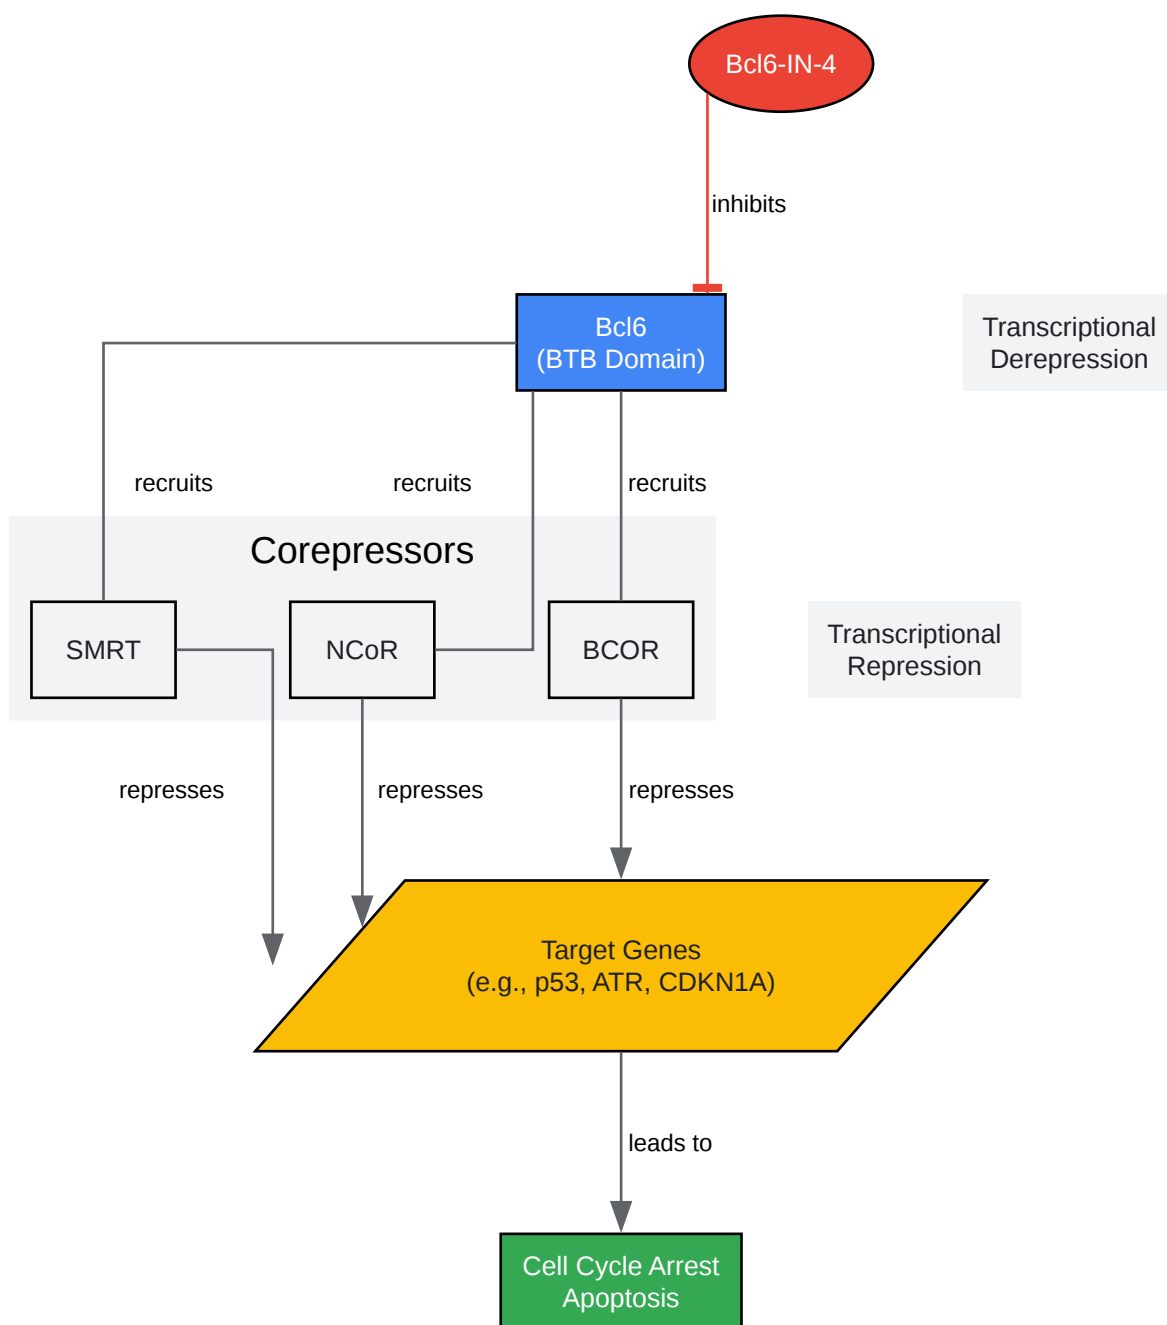 Bcl6-IN-4
inhibits
Bcl6
(BTB Domain)
Transcriptional
Derepression
recruits
recruits
recruits
Corepressors
SMRT
NCoR
BCOR
Transcriptional
Repression
represses
represses
represses
Target Genes
(e.g., p53, ATR, CDKN1A)
leads to
Cell Cycle Arrest
Apoptosis